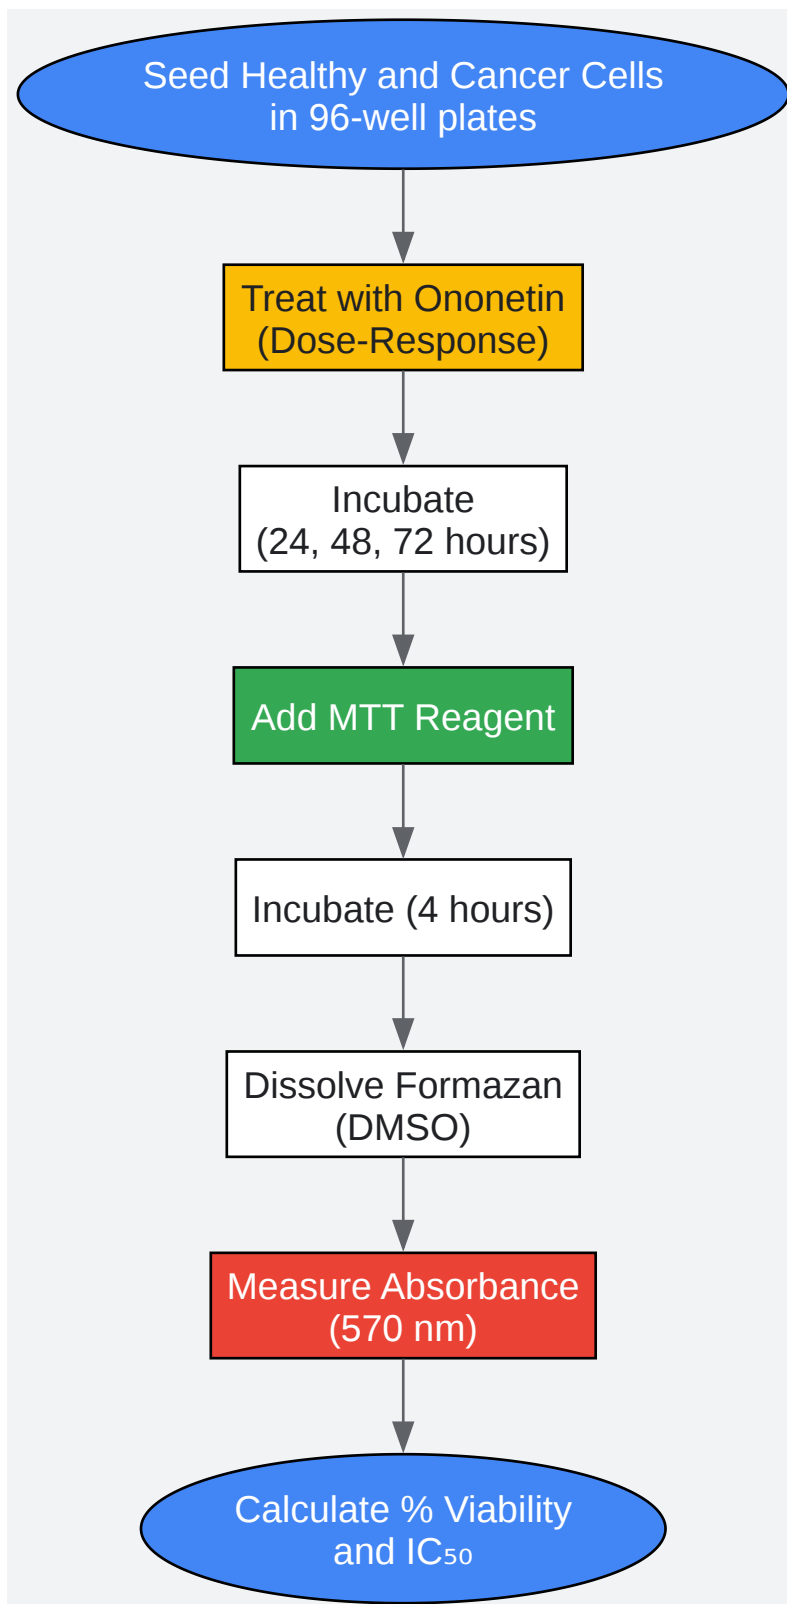 Seed Healthy and Cancer Cells
in 96-well plates
Treat with Ononetin
(Dose-Response)
Incubate
(24, 48, 72 hours)
Add MTT Reagent
Incubate (4 hours)
Dissolve Formazan
(DMSO)
Measure Absorbance
(570 nm)
Calculate % Viability
and IC₅₀